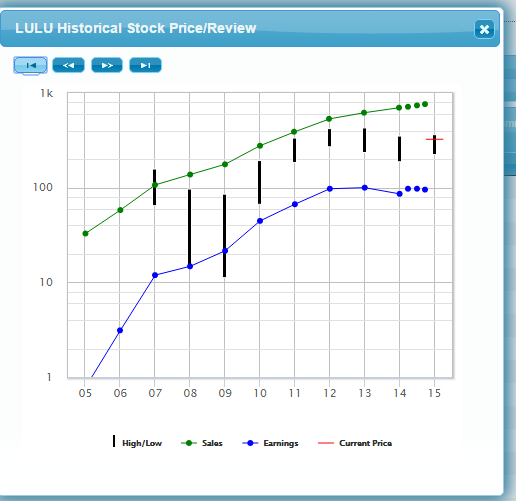 LULU Historical Stock Price/Review
1k
100
10
1
05 06 07 08 09 10 11 12 13 14 15
High/Low Sales Earnings Current Price